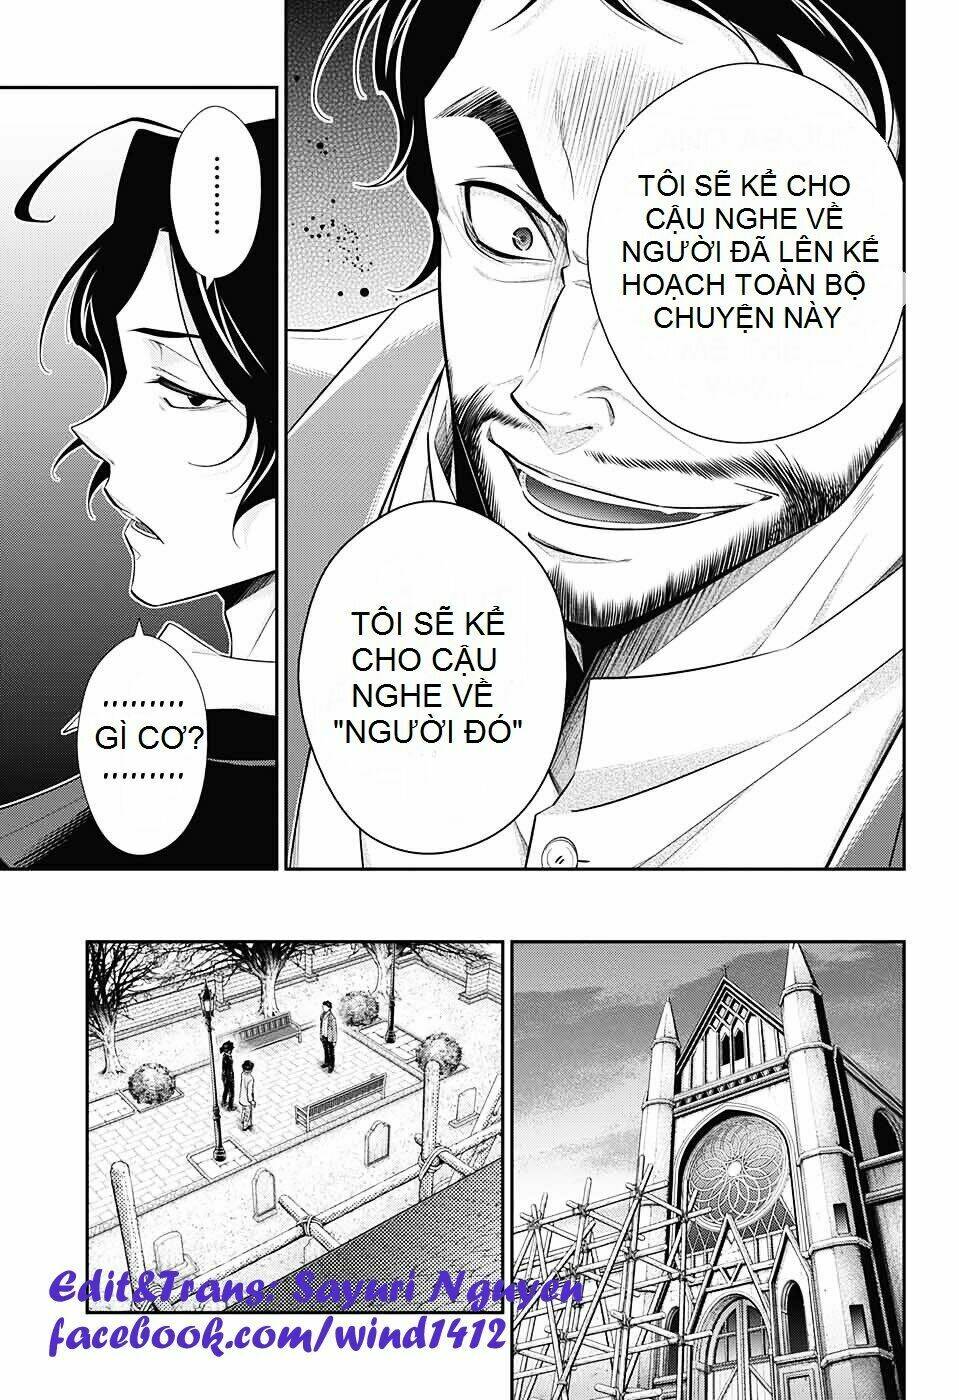 TÔI SẼ KỂ CHO
CẬU NGHE VỀ
NGƯỜI ĐÃ LÊN KẾ
HOẠCH TOÀN BỘ
CHUYỆN NÀY
TÔI SẼ KỂ
CHO CẬU
NGHE VỀ
"NGƯỜI ĐÓ"
........
.........
GÌ CƠ?
.........
Edit&Trans: Sayuri Nguyen
facebook.com/wind1412